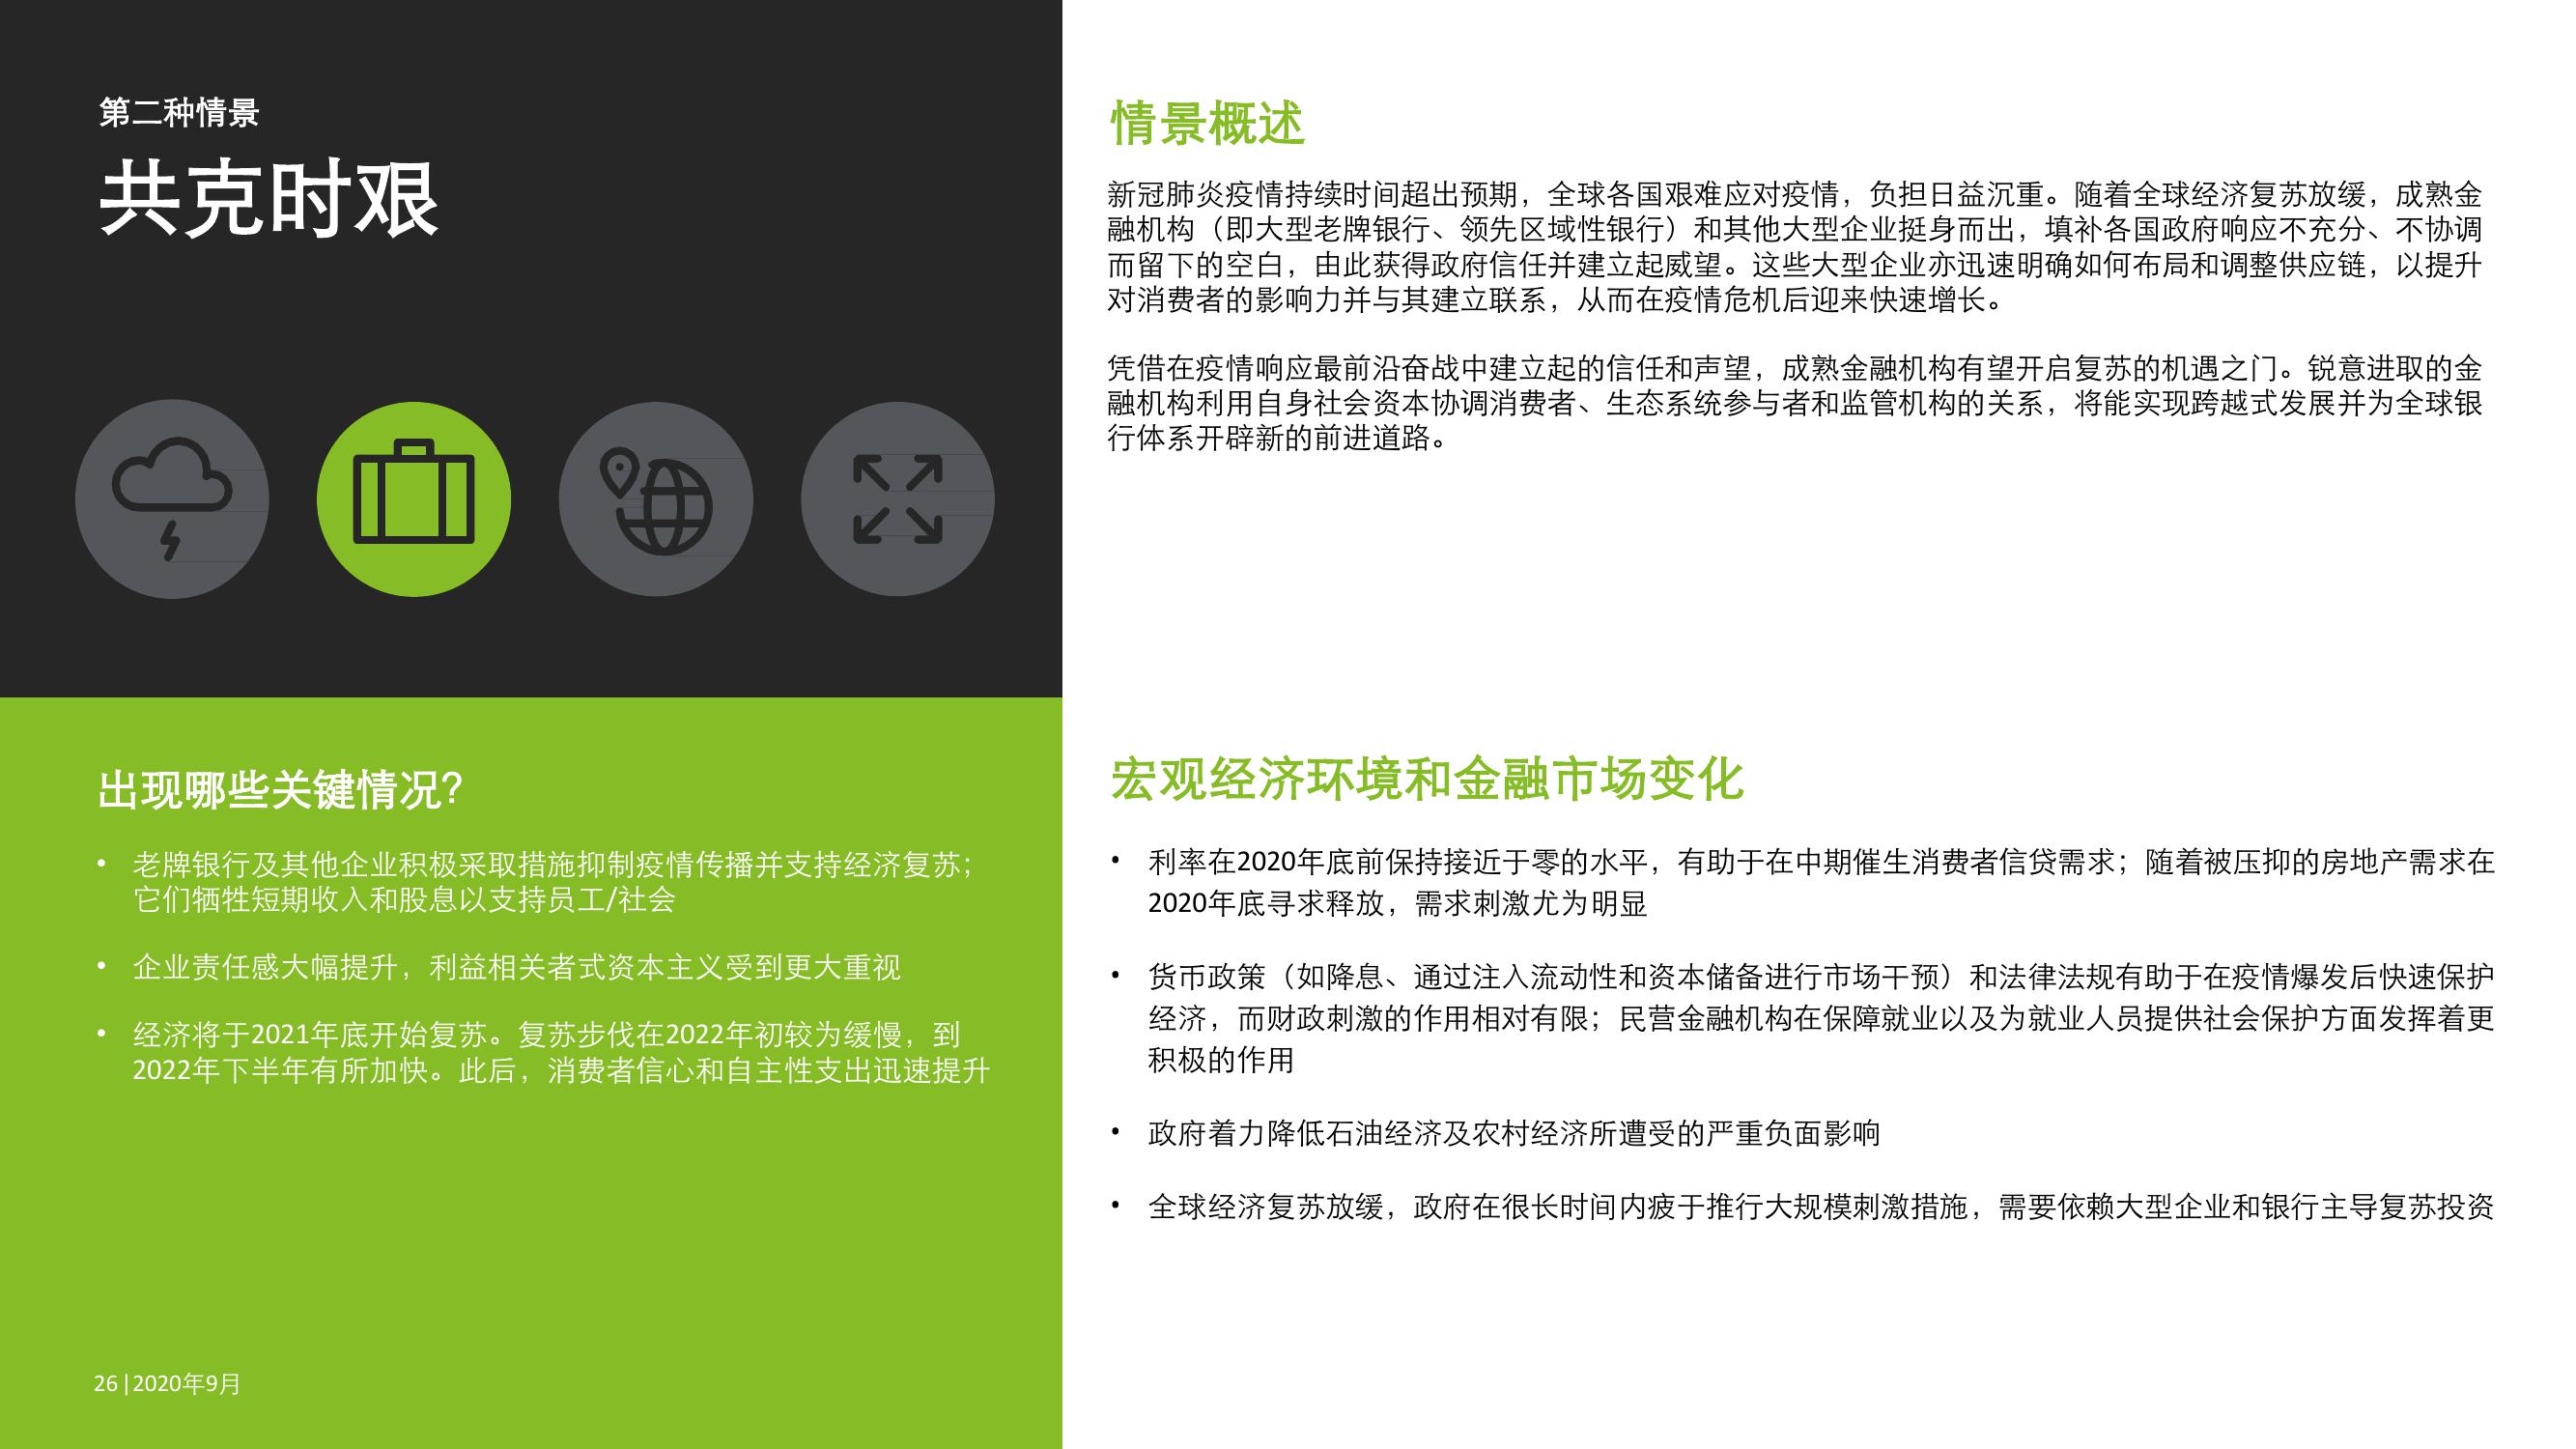 第二种情景
共克时艰
情景概述
新冠肺炎疫情持续时间超出预期，全球各国艰难应对疫情，负担日益沉重。随着全球经济复苏放缓，成熟金
融机构（即大型老牌银行、领先区域性银行）和其他大型企业挺身而出，填补各国政府响应不充分、不协调
而留下的空白，由此获得政府信任并建立起威望。这些大型企业亦迅速明确如何布局和调整供应链，以提升
对消费者的影响力并与其建立联系，从而在疫情危机后迎来快速增长。
凭借在疫情响应最前沿奋战中建立起的信任和声望，成熟金融机构有望开启复苏的机遇之门。锐意进取的金
融机构利用自身社会资本协调消费者、生态系统参与者和监管机构的关系，将能实现跨越式发展并为全球银
行体系开辟新的前进道路。
出现哪些关键情况？
• 老牌银行及其他企业积极采取措施抑制疫情传播并支持经济复苏；
它们牺牲短期收入和股息以支持员工/社会
• 企业责任感大幅提升，利益相关者式资本主义受到更大重视
• 经济将于2021年底开始复苏。复苏步伐在2022年初较为缓慢，到
2022年下半年有所加快。此后，消费者信心和自主性支出迅速提升
宏观经济环境和金融市场变化
• 利率在2020年底前保持接近于零的水平，有助于在中期催生消费者信贷需求；随着被压抑的房地产需求在
2020年底寻求释放，需求刺激尤为明显
• 货币政策（如降息、通过注入流动性和资本储备进行市场干预）和法律法规有助于在疫情爆发后快速保护
经济，而财政刺激的作用相对有限；民营金融机构在保障就业以及为就业人员提供社会保护方面发挥着更
积极的作用
• 政府着力降低石油经济及农村经济所遭受的严重负面影响
• 全球经济复苏放缓，政府在很长时间内疲于推行大规模刺激措施，需要依赖大型企业和银行主导复苏投资
26|2020年9月